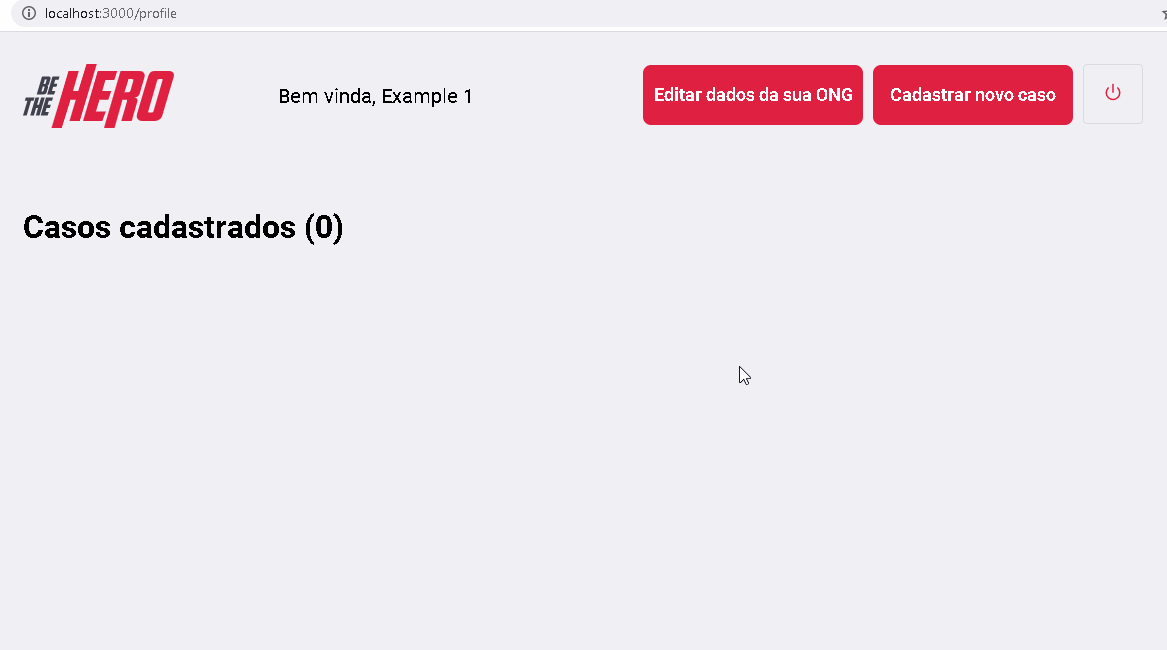 localhost:3000/profile
BE THE HERO
Bem vinda, Example 1
Editar dados da sua ONG
Cadastrar novo caso
Casos cadastrados (0)